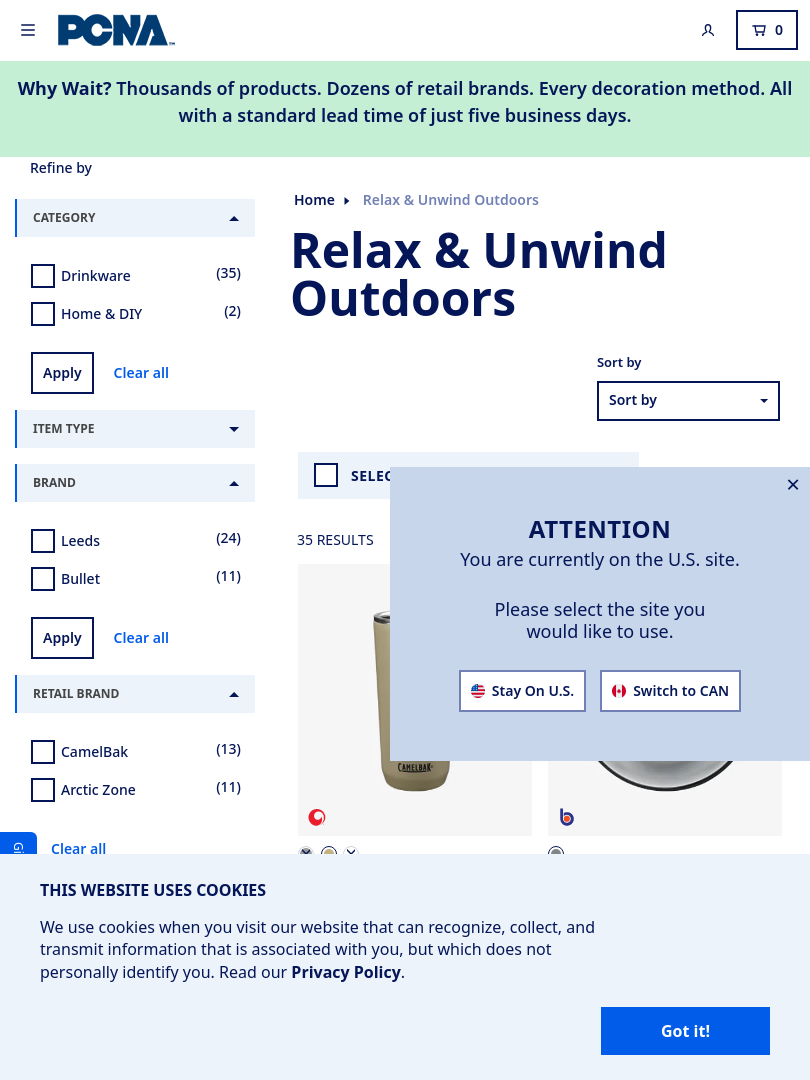 PCNA
0
Why Wait? Thousands of products. Dozens of retail brands. Every decoration method. All
with a standard lead time of just five business days.
Refine by
CATEGORY
Drinkware (35)
Home & DIY (2)
Apply Clear all
ITEM TYPE
BRAND
Leeds (24)
Bullet (11)
Apply Clear all
RETAIL BRAND
CamelBak (13)
Arctic Zone (11)
Clear all
Home Relax & Unwind Outdoors
Relax & Unwind
Outdoors
Sort by
Sort by
35 RESULTS
CAMELBAK
ATTENTION
You are currently on the U.S. site.
Please select the site you
would like to use.
Stay On U.S. Switch to CAN
THIS WEBSITE USES COOKIES
We use cookies when you visit our website that can recognize, collect, and
transmit information that is associated with you, but which does not
personally identify you. Read our Privacy Policy.
Got it!